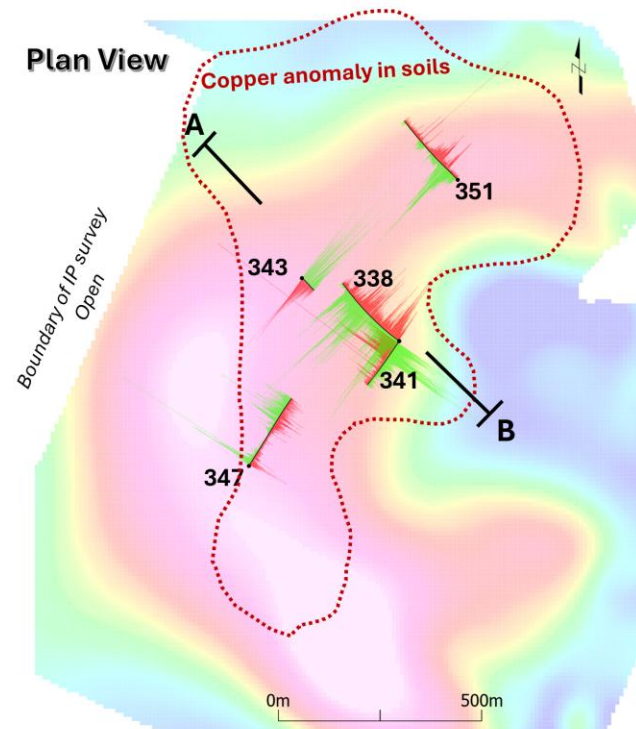 Plan View
Copper anomaly in soils
N
A
351
343
338
Boundary of IP survey
Open
341
B
347
0m
500m